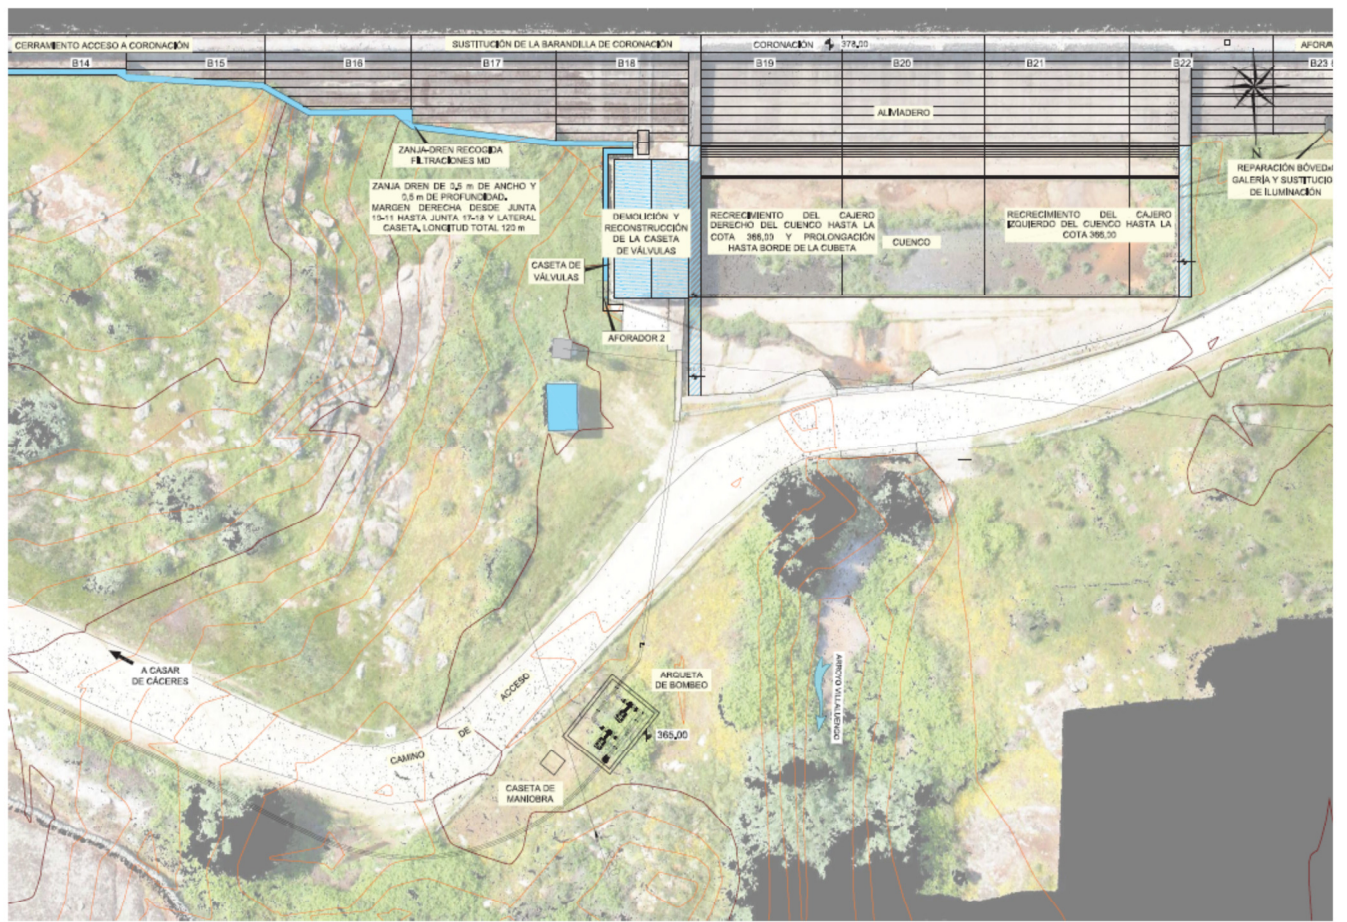 CERRAMIENTO ACCESO A CORONACIÓN
SUSTITUCIÓN DE LA BARANDILLA DE CORONACIÓN
CORONACIÓN 378,00
B14
B15
B16
B17
B18
B19
B20
B21
B22
B23
ALIVIADERO
N
ZANJA-DREN RECOGIDA
FILTRACIONES MD
ZANJA DREN DE 0,5 m DE ANCHO Y
0,5 m DE PROFUNDIDAD.
MARGEN DERECHA DESDE JUNTA
10-11 HASTA JUNTA 17-18 Y LATERAL
CASETA, LONGITUD TOTAL 120 m
DEMOLICIÓN Y
RECONSTRUCCIÓN
DE LA CASETA
DE VÁLVULAS
RECRECIMIENTO DEL CAJERO
DERECHO DEL CUENCO HASTA LA
COTA 366,00 Y PROLONGACIÓN
HASTA BORDE DE LA CUBETA
CUENCO
RECRECIMIENTO DEL CAJERO
IZQUIERDO DEL CUENCO HASTA LA
COTA 366,00
REPARACIÓN
GALERÍA Y
DE ILUMINACIÓN
CASETA DE
VÁLVULAS
AFORADOR 2
A CASAR
DE CÁCERES
CAMINO DE ACCESO
ARQUETA
DE BOMBEO
365,00
CASETA DE
MANIOBRA
ARROYO VILLALUENGO